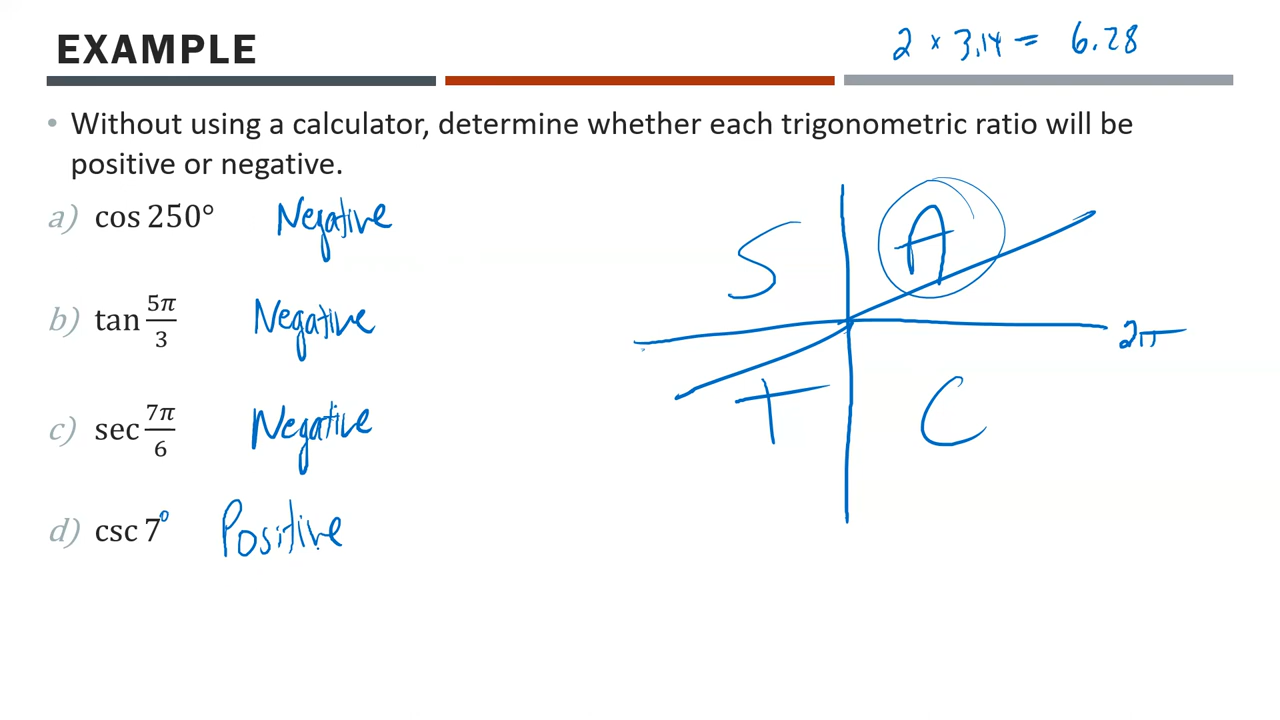 EXAMPLE
2 × 3.14 = 6.28
• Without using a calculator, determine whether each trigonometric ratio will be
positive or negative.
a) cos 250° Negative
b) tan 5π/3 Negative
c) sec 7π/6 Negative
d) csc 7° Positive
S A
2π
T C